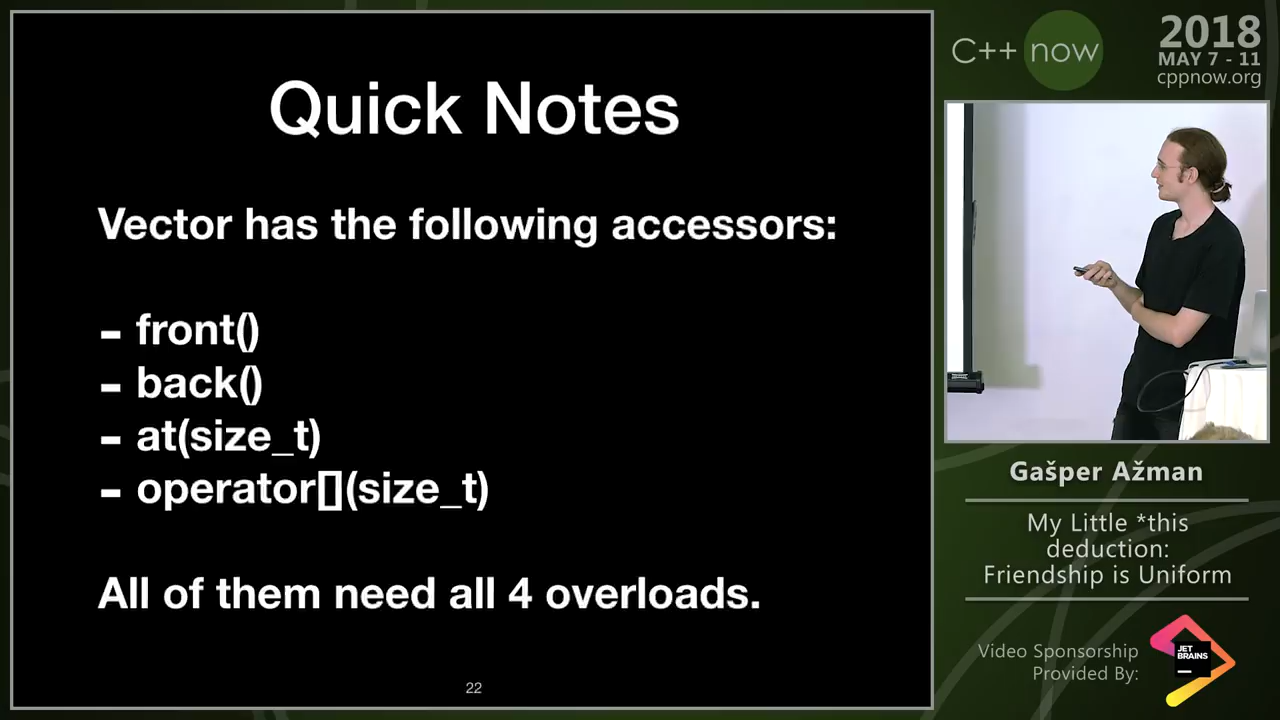 Quick Notes
Vector has the following accessors:
- front()
- back()
- at(size_t)
- operator[](size_t)
All of them need all 4 overloads.
22
C++ now
2018
MAY 7 - 11
cppnow.org
Gašper Ažman
My Little *this
deduction:
Friendship is Uniform
Video Sponsorship
Provided By:
JET
BRAINS